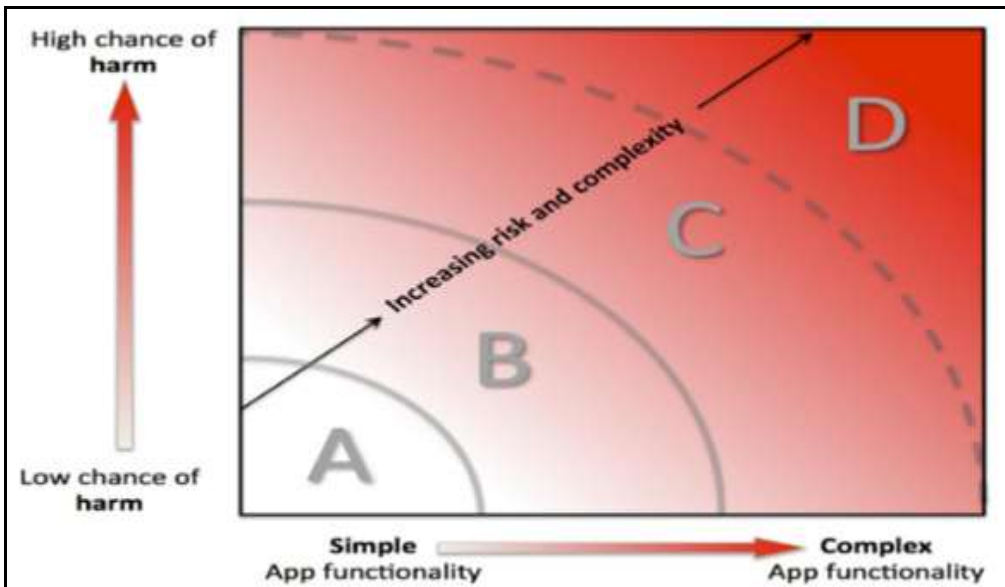 High chance of
harm
D
C
Increasing risk and complexity
B
A
Low chance of
harm
Simple
App functionality
Complex
App functionality